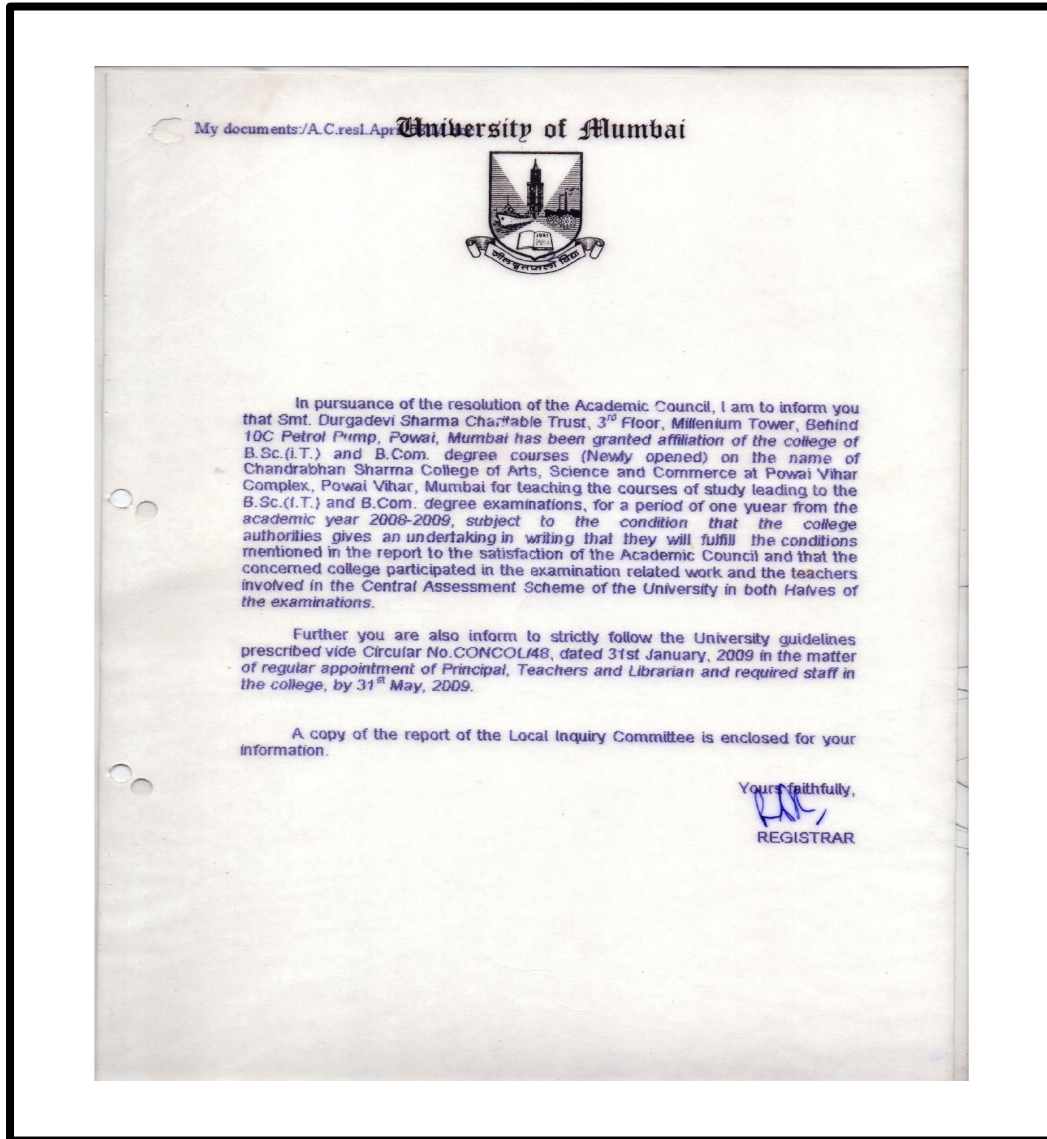 My documents:/A.C.resl.Apri
University of Mumbai
In pursuance of the resolution of the Academic Council, I am to inform you
that Smt. Durgadevi Sharma Charitable Trust, 3rd Floor, Millenium Tower, Behind
10C Petrol Pump, Powai, Mumbai has been granted affiliation of the college of
B.Sc.(i.T.) and B.Com. degree courses (Newly opened) on the name of
Chandrabhan Sharma College of Arts, Science and Commerce at Powai Vihar
Complex, Powai Vihar, Mumbai for teaching the courses of study leading to the
B.Sc.(I.T.) and B.Com. degree examinations, for a period of one yuear from the
academic year 2008-2009, subject to the condition that the college
authorities gives an undertaking in writing that they will fulfill the conditions
mentioned in the report to the satisfaction of the Academic Council and that the
concerned college participated in the examination related work and the teachers
involved in the Central Assessment Scheme of the University in both Halves of
the examinations.
Further you are also inform to strictly follow the University guidelines
prescribed vide Circular No.CONCOL/48, dated 31st January, 2009 in the matter
of regular appointment of Principal, Teachers and Librarian and required staff in
the college, by 31st May, 2009.
A copy of the report of the Local Inquiry Committee is enclosed for your
information.
Yours faithfully,
REGISTRAR